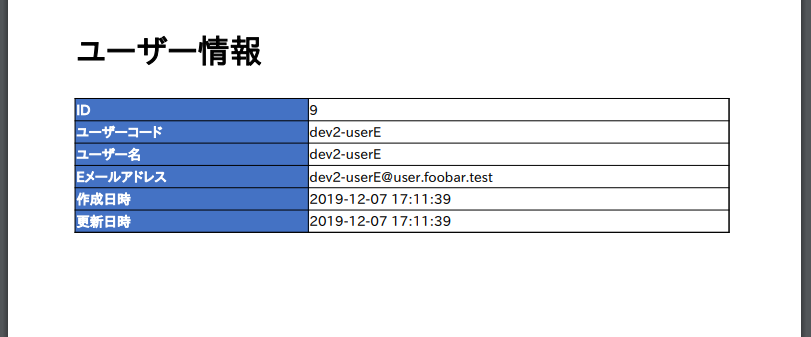 ユーザー情報
ID 9
ユーザーコード dev2-userE
ユーザー名 dev2-userE
Eメールアドレス dev2-userE@user.foobar.test
作成日時 2019-12-07 17:11:39
更新日時 2019-12-07 17:11:39